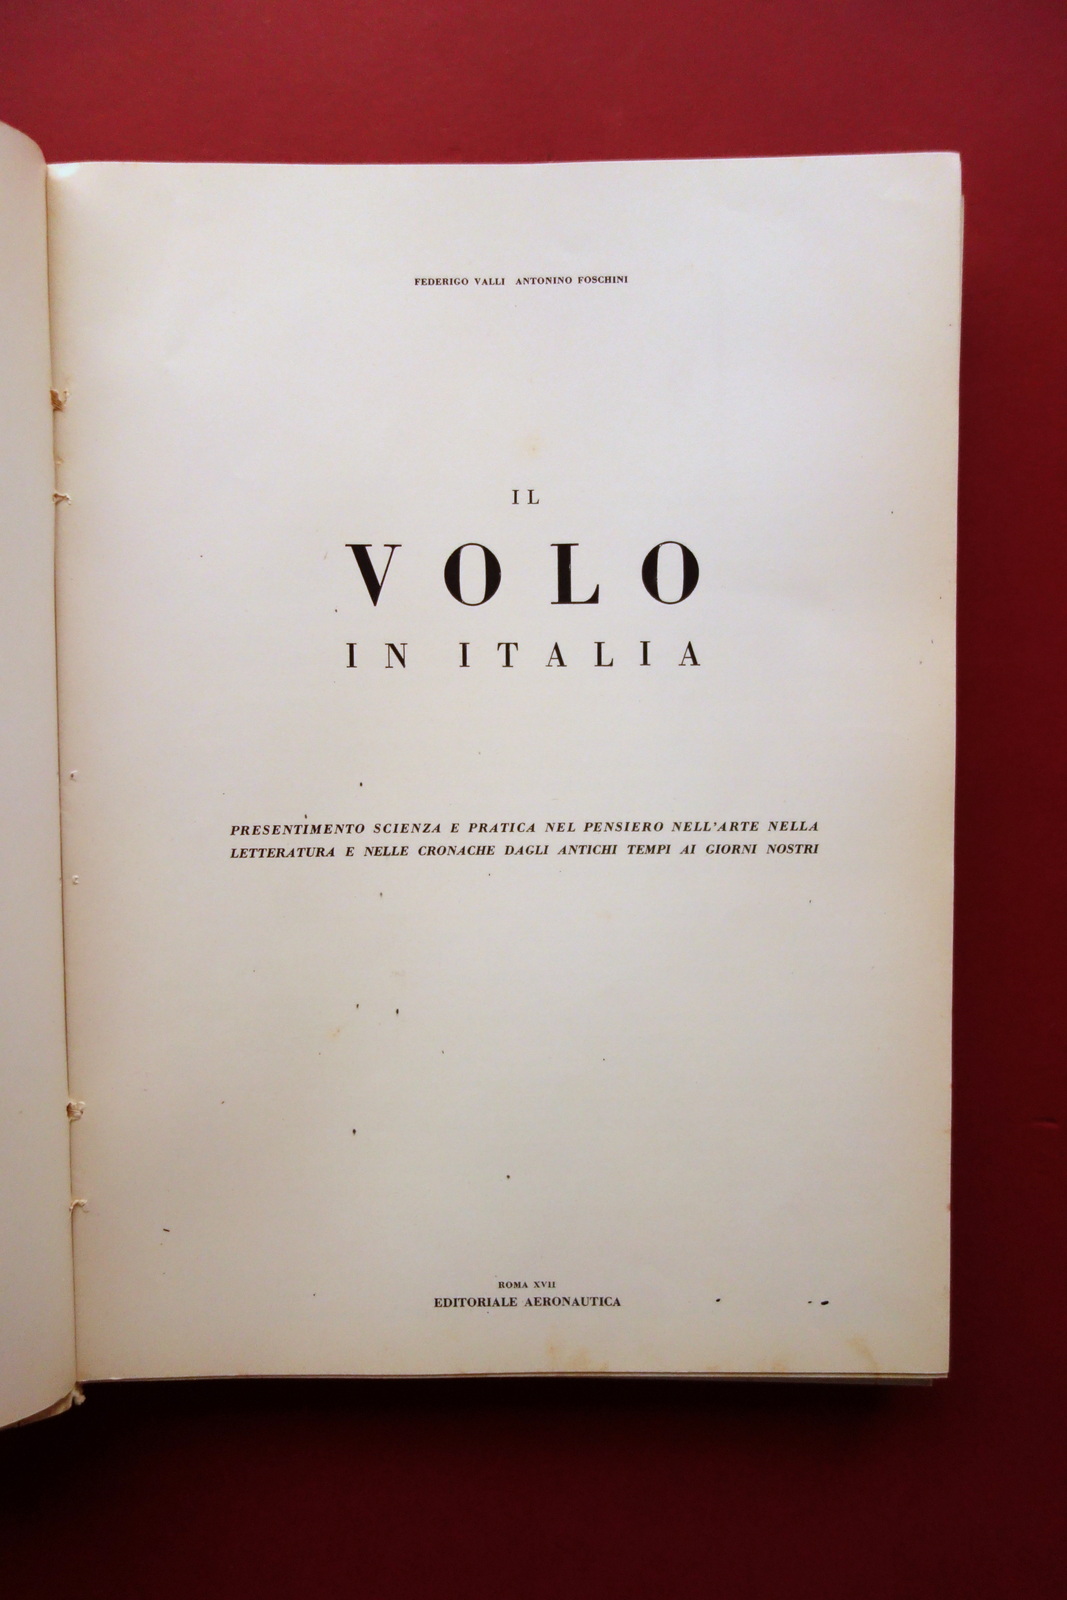 FEDERIGO VALLI ANTONINO FOSCHINI
IL
VOLO
IN ITALIA
PRESENTIMENTO SCIENZA E PRATICA NEL PENSIERO NELL'ARTE NELLA
LETTERATURA E NELLE CRONACHE DAGLI ANTICHI TEMPI AI GIORNI NOSTRI
ROMA XVII
EDITORIALE AERONAUTICA